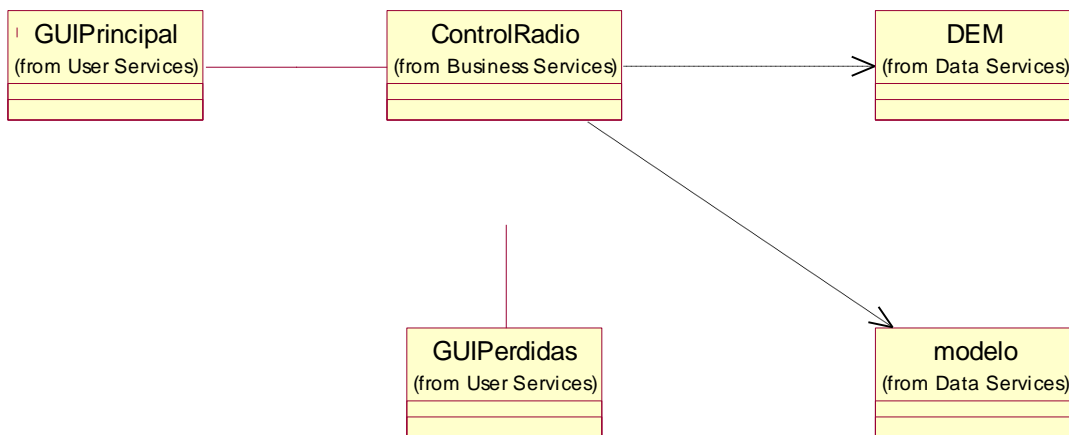 GUIPrincipal
(from User Services)
ControlRadio
(from Business Services)
DEM
(from Data Services)
GUIPerdidas
(from User Services)
modelo
(from Data Services)